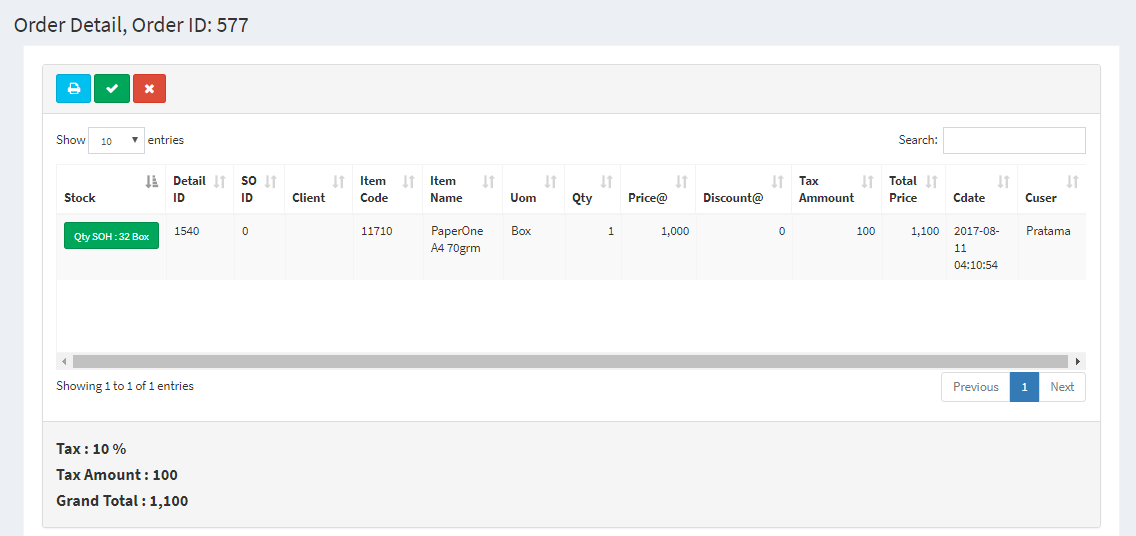 Order Detail, Order ID: 577
Show 10 entries
Search:
Stock Detail ID SO ID Client Item Code Item Name Uom Qty Price@ Discount@ Tax Ammount Total Price Cdate Cuser
Qty SOH : 32 Box 1540 0 11710 PaperOne A4 70grm Box 1 1,000 0 100 1,100 2017-08-11 04:10:54 Pratama
Showing 1 to 1 of 1 entries
Previous 1 Next
Tax : 10 %
Tax Amount : 100
Grand Total : 1,100